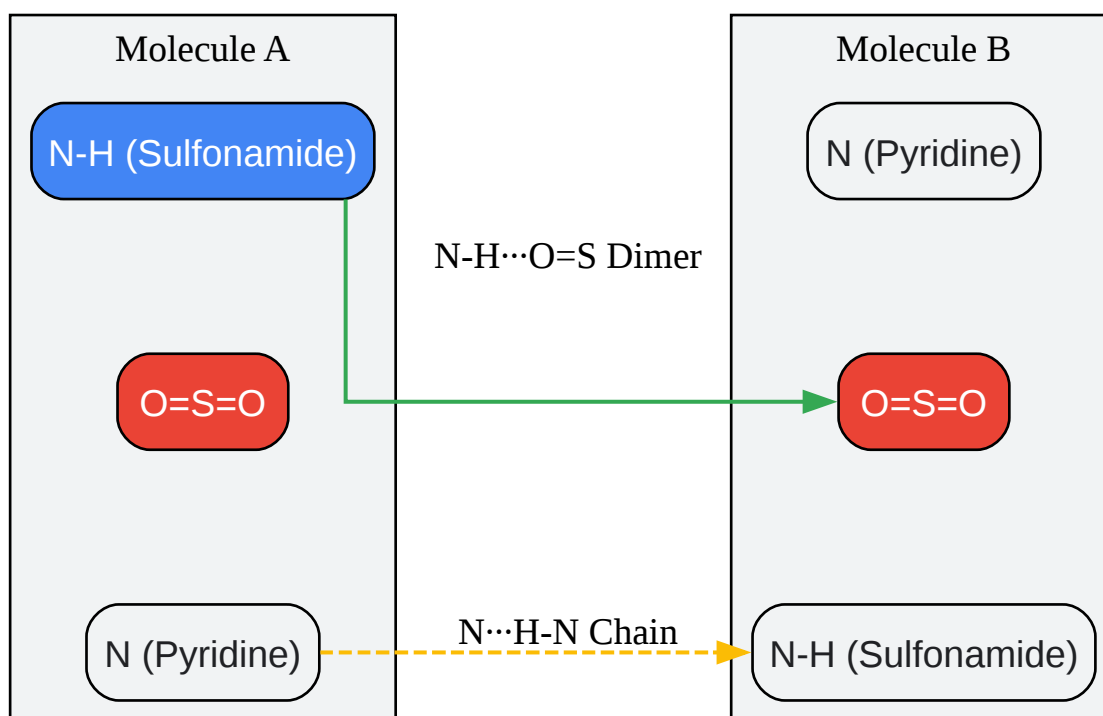 Molecule A
Molecule B
N-H (Sulfonamide)
N (Pyridine)
N-H···O=S Dimer
O=S=O
O=S=O
N···H-N Chain
N (Pyridine)
N-H (Sulfonamide)